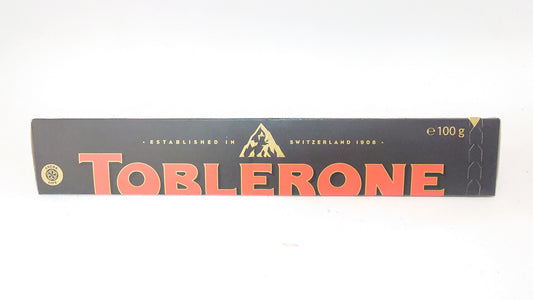 ℮ 100 g
· ESTABLISHED IN SWITZERLAND 1908 ·
TOBLERONE